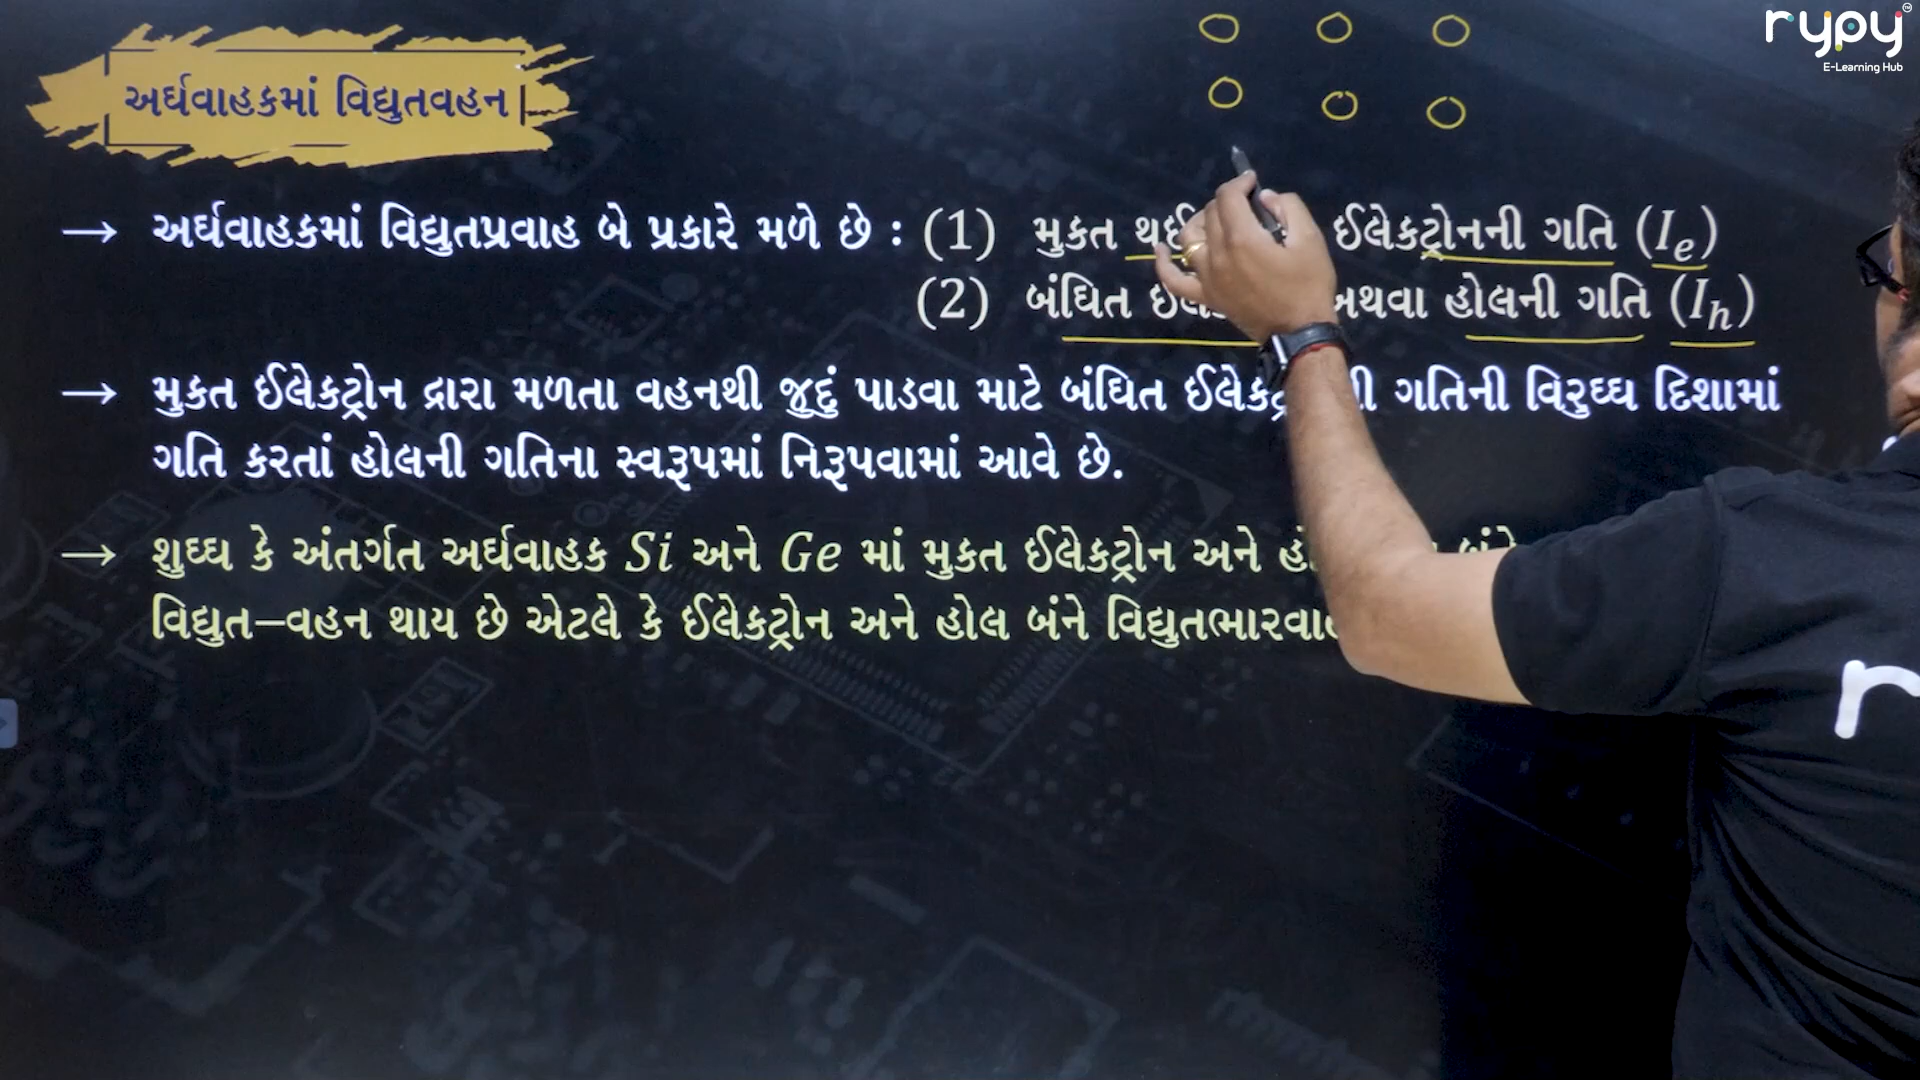 rypy
TM
E-Learning Hub
અર્ધવાહકમાં વિદ્યુતવહન
→ અર્ધવાહકમાં વિદ્યુતપ્રવાહ બે પ્રકારે મળે છે : (1) મુક્ત ઈલેક્ટ્રોનની ગતિ (I_e)
(2) બંધિત અથવા હોલની ગતિ (I_h)
→ મુક્ત ઈલેક્ટ્રોન દ્વારા મળતા વહનથી જુદું પાડવા માટે બંધિત ગતિની વિરુધ્ધ દિશામાં
ગતિ કરતાં હોલની ગતિના સ્વરૂપમાં નિરૂપવામાં આવે છે.
→ શુધ્ધ કે અંતર્ગત અર્ધવાહક Si અને Ge માં મુક્ત ઈલેક્ટ્રોન અને
વિદ્યુત–વહન થાય છે એટલે કે ઈલેક્ટ્રોન અને હોલ બંને
r